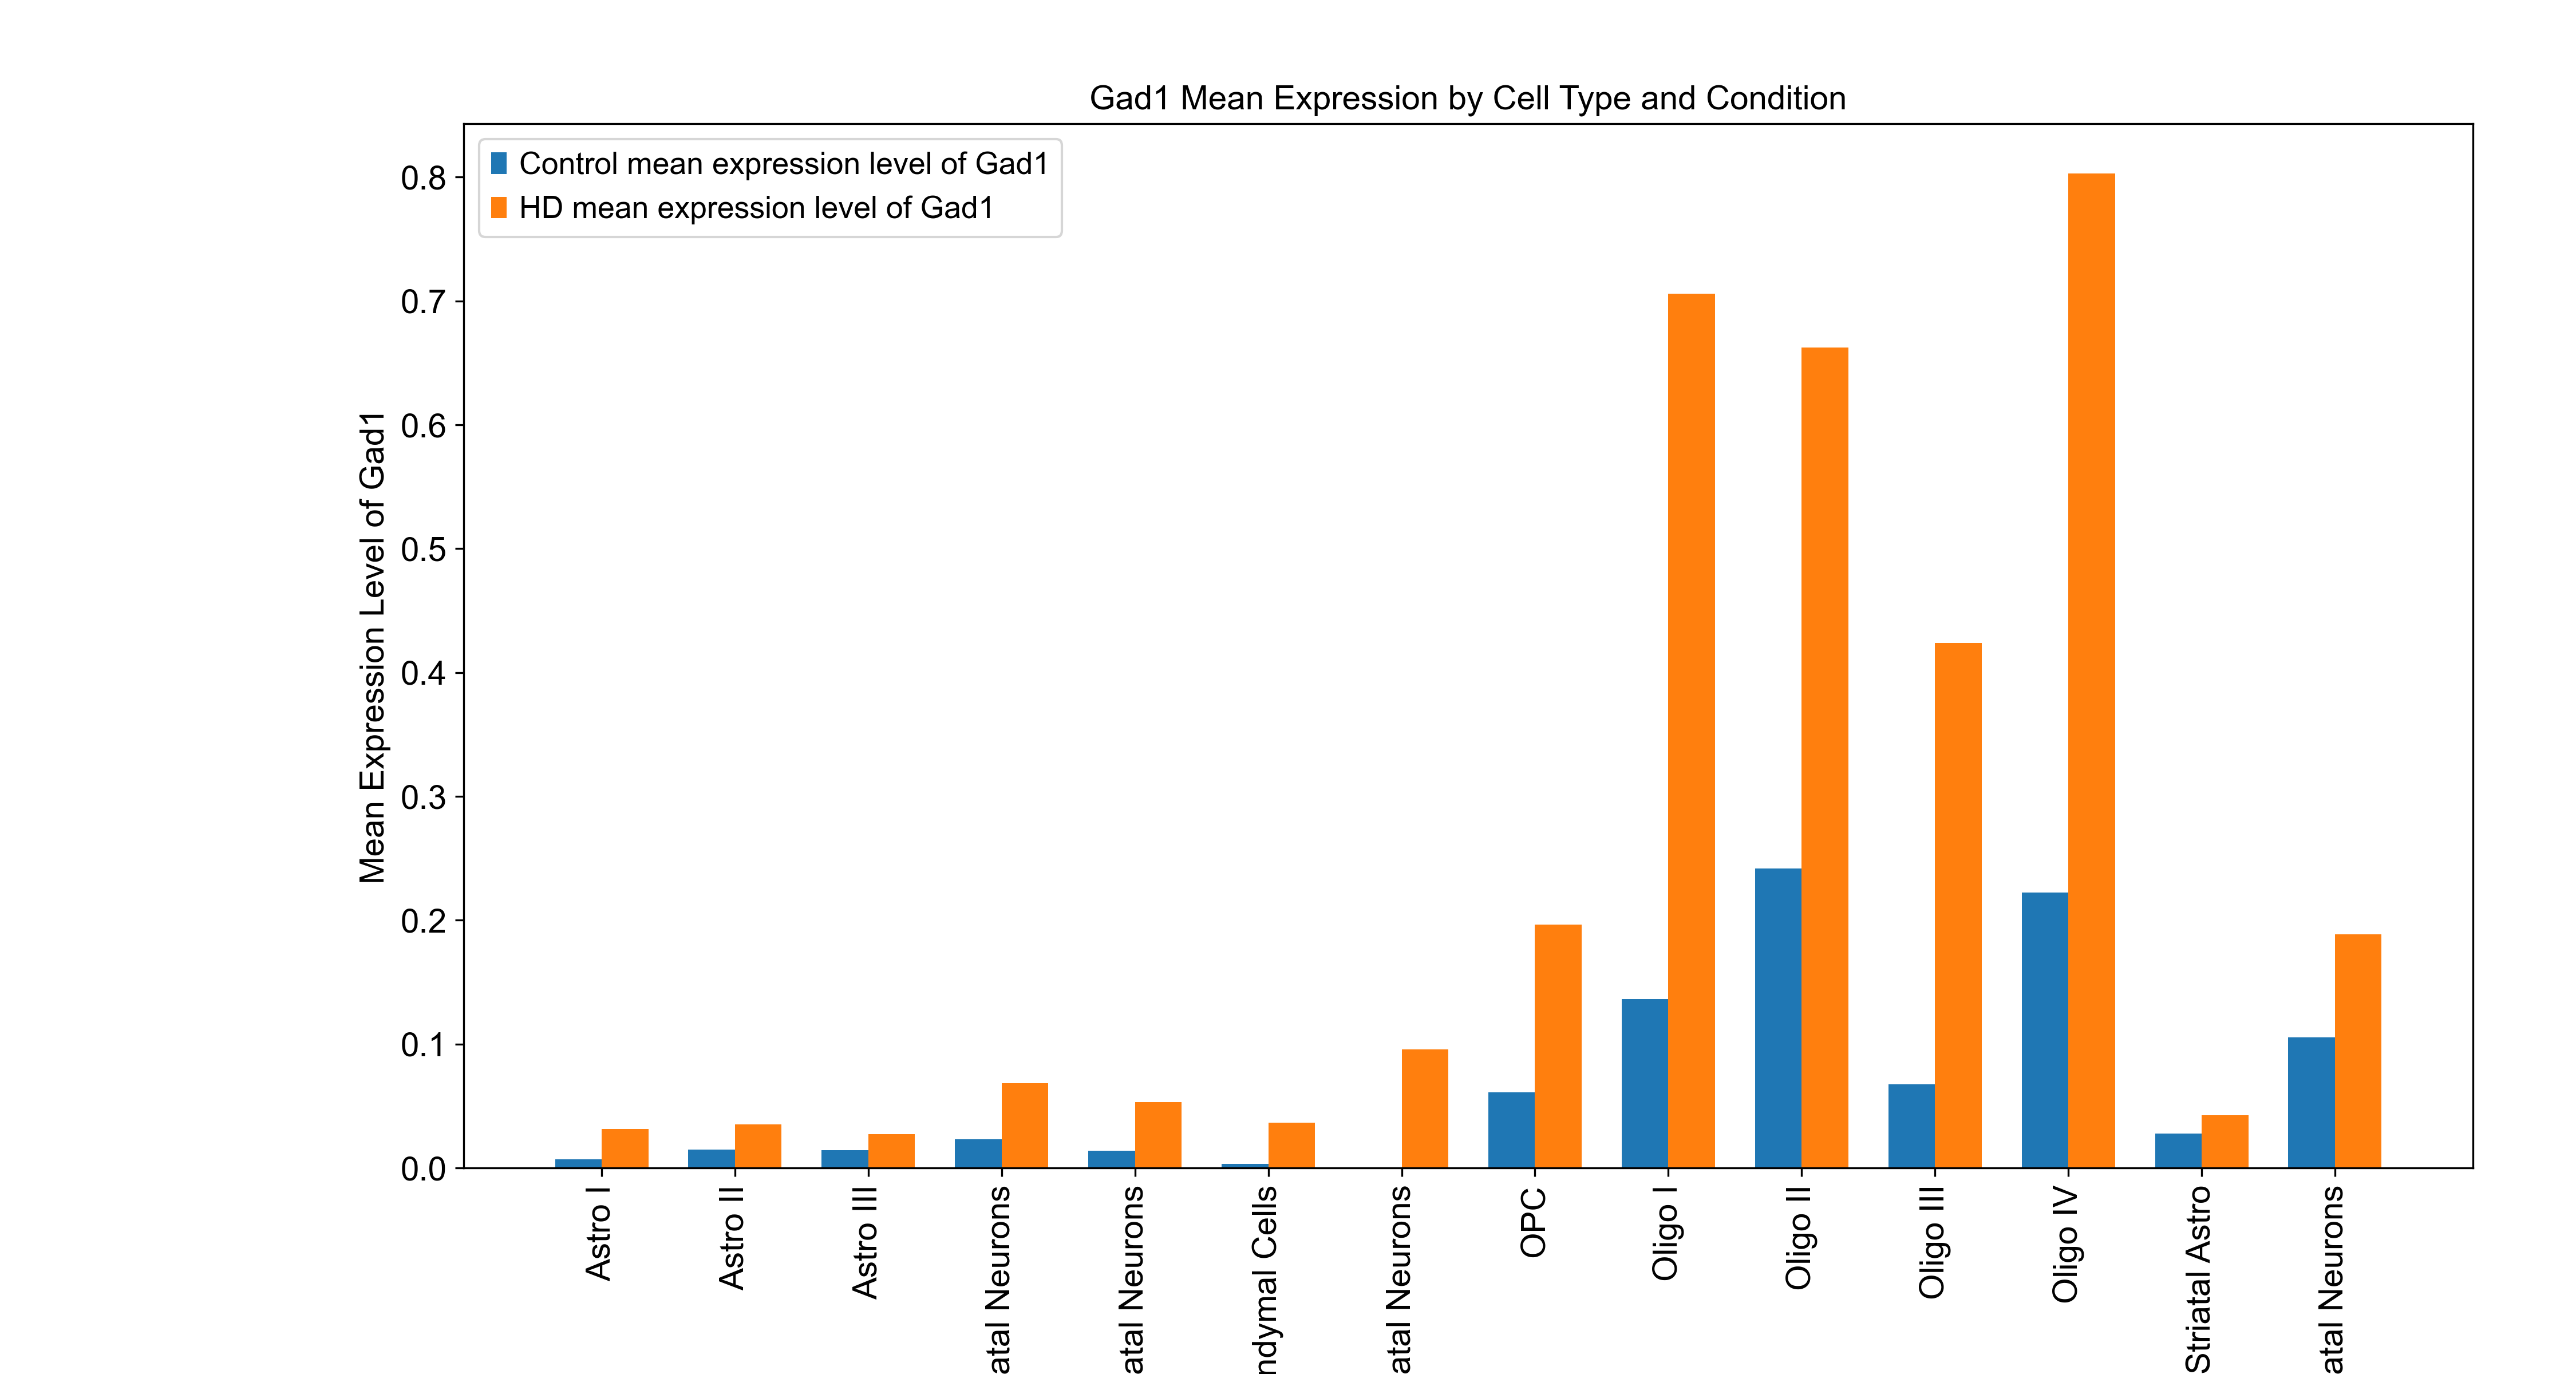 Gad1 Mean Expression by Cell Type and Condition
Control mean expression level of Gad1
HD mean expression level of Gad1
Mean Expression Level of Gad1
0.8
0.7
0.6
0.5
0.4
0.3
0.2
0.1
0.0
Astro I
Astro II
Astro III
atal Neurons
atal Neurons
ndymal Cells
atal Neurons
OPC
Oligo I
Oligo II
Oligo III
Oligo IV
Striatal Astro
atal Neurons